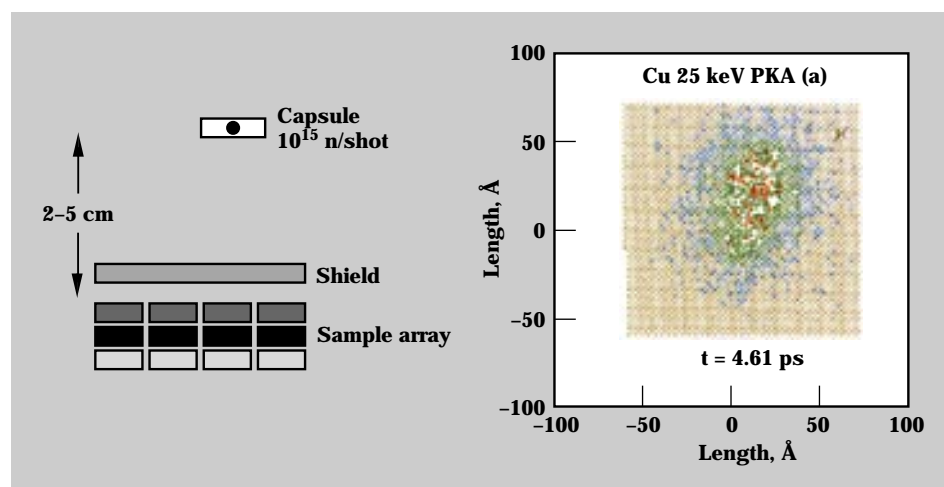 Capsule
10¹⁵ n/shot
2–5 cm
Shield
Sample array
Cu 25 keV PKA (a)
t = 4.61 ps
Length, Å
100
50
0
–50
–100
–100 –50 0 50 100
Length, Å